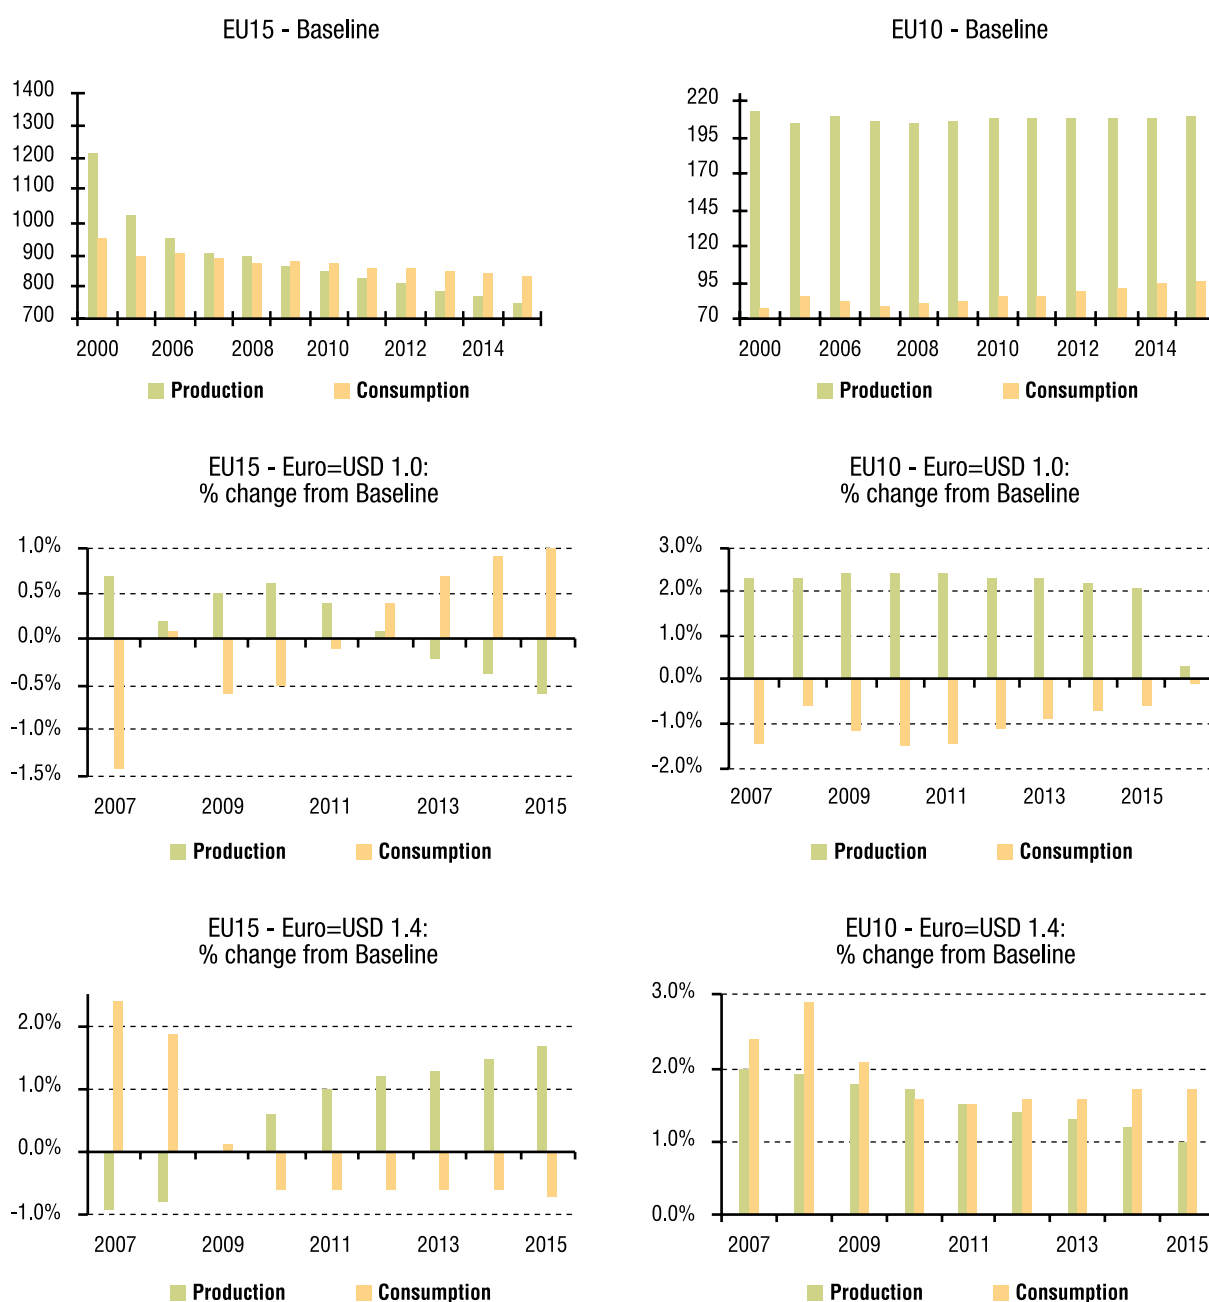 EU15 - Baseline
1400
1300
1200
1100
1000
900
800
700
2000 2006 2008 2010 2012 2014
Production Consumption
EU10 - Baseline
220
195
170
145
120
95
70
2000 2006 2008 2010 2012 2014
Production Consumption
EU15 - Euro=USD 1.0:
% change from Baseline
1.0%
0.5%
0.0%
-0.5%
-1.0%
-1.5%
2007 2009 2011 2013 2015
Production Consumption
EU10 - Euro=USD 1.0:
% change from Baseline
3.0%
2.0%
1.0%
0.0%
-1.0%
-2.0%
2007 2009 2011 2013 2015
Production Consumption
EU15 - Euro=USD 1.4:
% change from Baseline
2.0%
1.0%
0.0%
-1.0%
2007 2009 2011 2013 2015
Production Consumption
EU10 - Euro=USD 1.4:
% change from Baseline
3.0%
2.0%
1.0%
0.0%
2007 2009 2011 2013 2015
Production Consumption